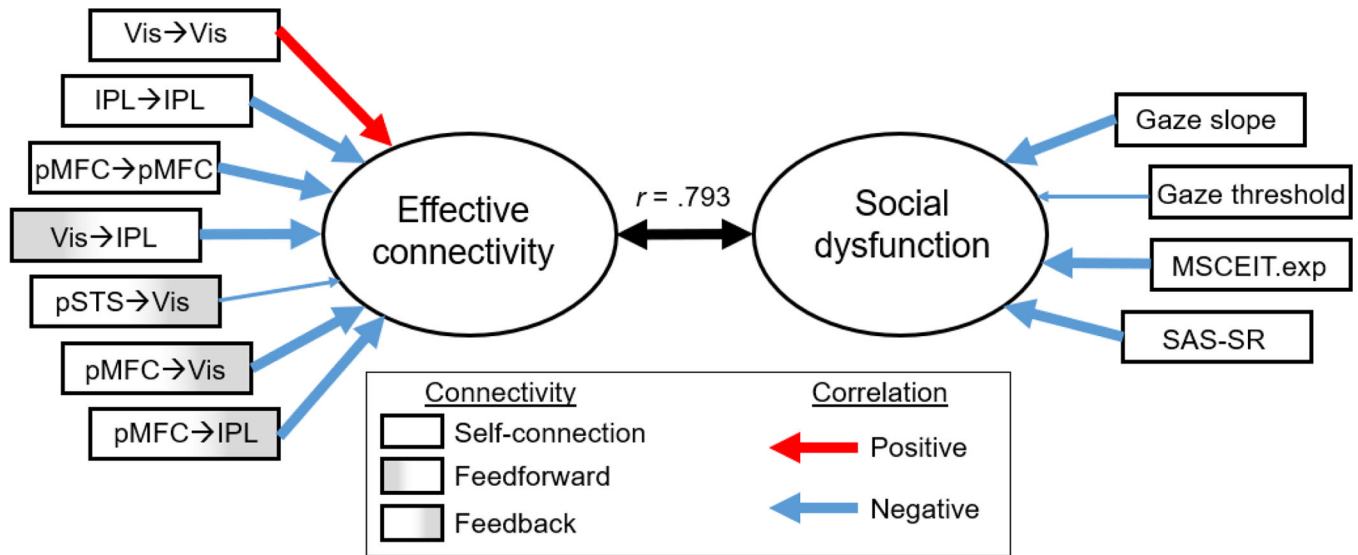 Vis→Vis
IPL→IPL
pMFC→pMFC
Vis→IPL
pSTS→Vis
pMFC→Vis
pMFC→IPL
Effective
connectivity
r = .793
Social
dysfunction
Gaze slope
Gaze threshold
MSCEIT.exp
SAS-SR
Connectivity
Self-connection
Feedforward
Feedback
Correlation
Positive
Negative